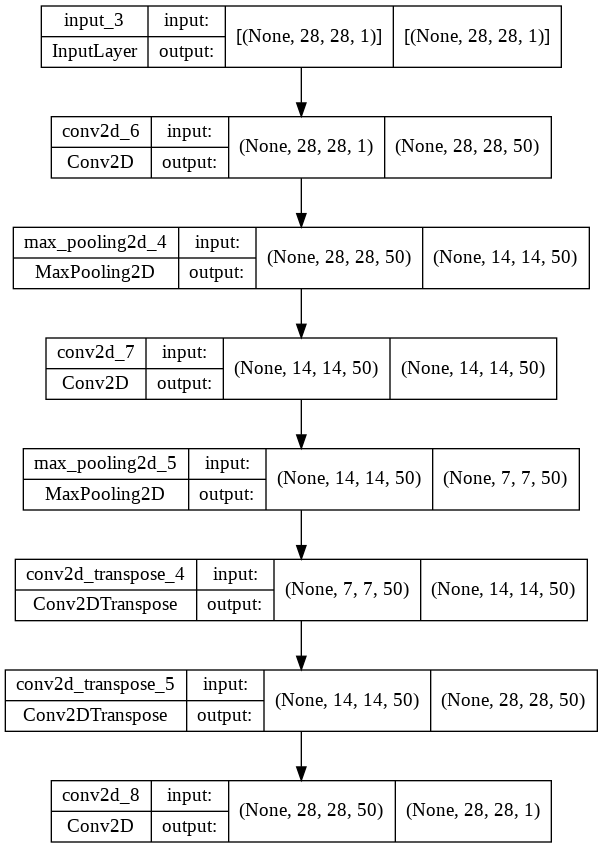 input_3 input: [(None, 28, 28, 1)] [(None, 28, 28, 1)]
InputLayer output:
conv2d_6 input: (None, 28, 28, 1) (None, 28, 28, 50)
Conv2D output:
max_pooling2d_4 input: (None, 28, 28, 50) (None, 14, 14, 50)
MaxPooling2D output:
conv2d_7 input: (None, 14, 14, 50) (None, 14, 14, 50)
Conv2D output:
max_pooling2d_5 input: (None, 14, 14, 50) (None, 7, 7, 50)
MaxPooling2D output:
conv2d_transpose_4 input: (None, 7, 7, 50) (None, 14, 14, 50)
Conv2DTranspose output:
conv2d_transpose_5 input: (None, 14, 14, 50) (None, 28, 28, 50)
Conv2DTranspose output:
conv2d_8 input: (None, 28, 28, 50) (None, 28, 28, 1)
Conv2D output: